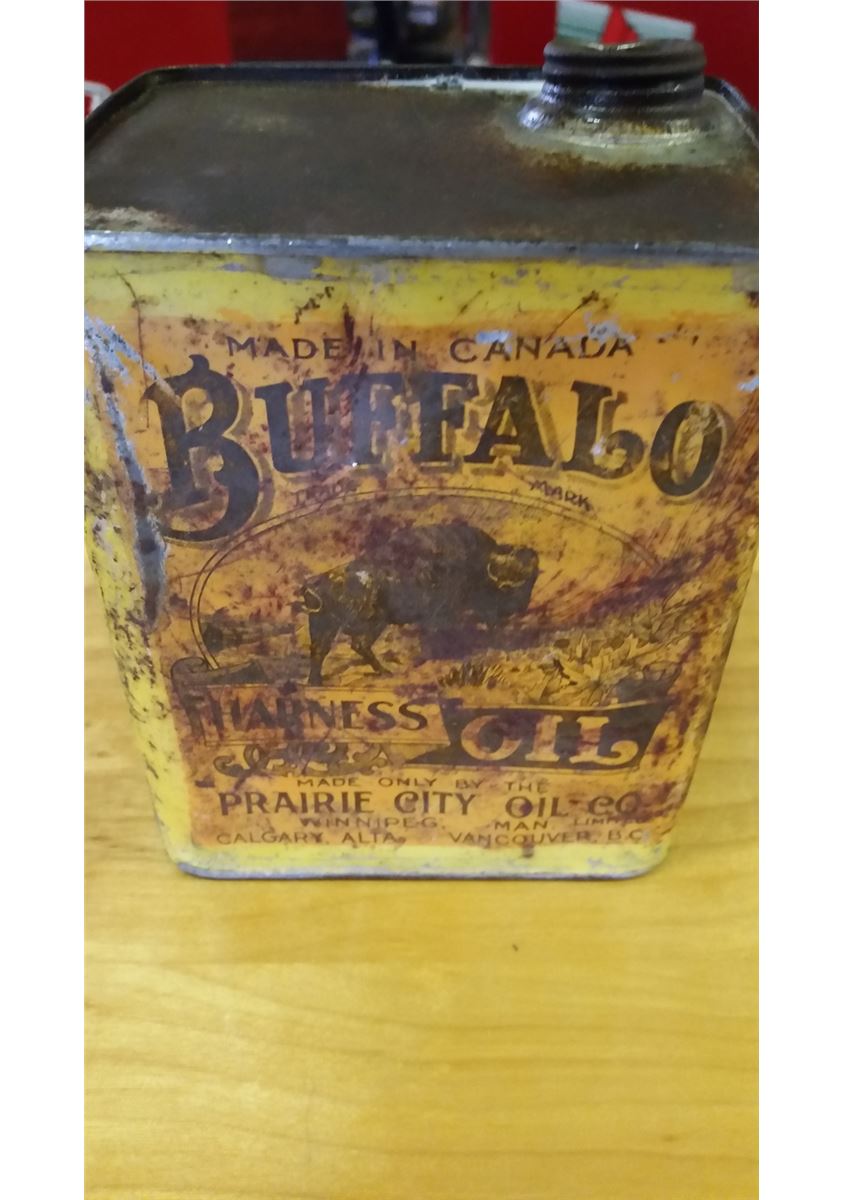 MADE IN CANADA
BUFFALO
TRADE MARK
HARNESS OIL
MADE ONLY BY THE
PRAIRIE CITY OIL CO.
WINNIPEG, MAN
CALGARY, ALTA. VANCOUVER, B.C.